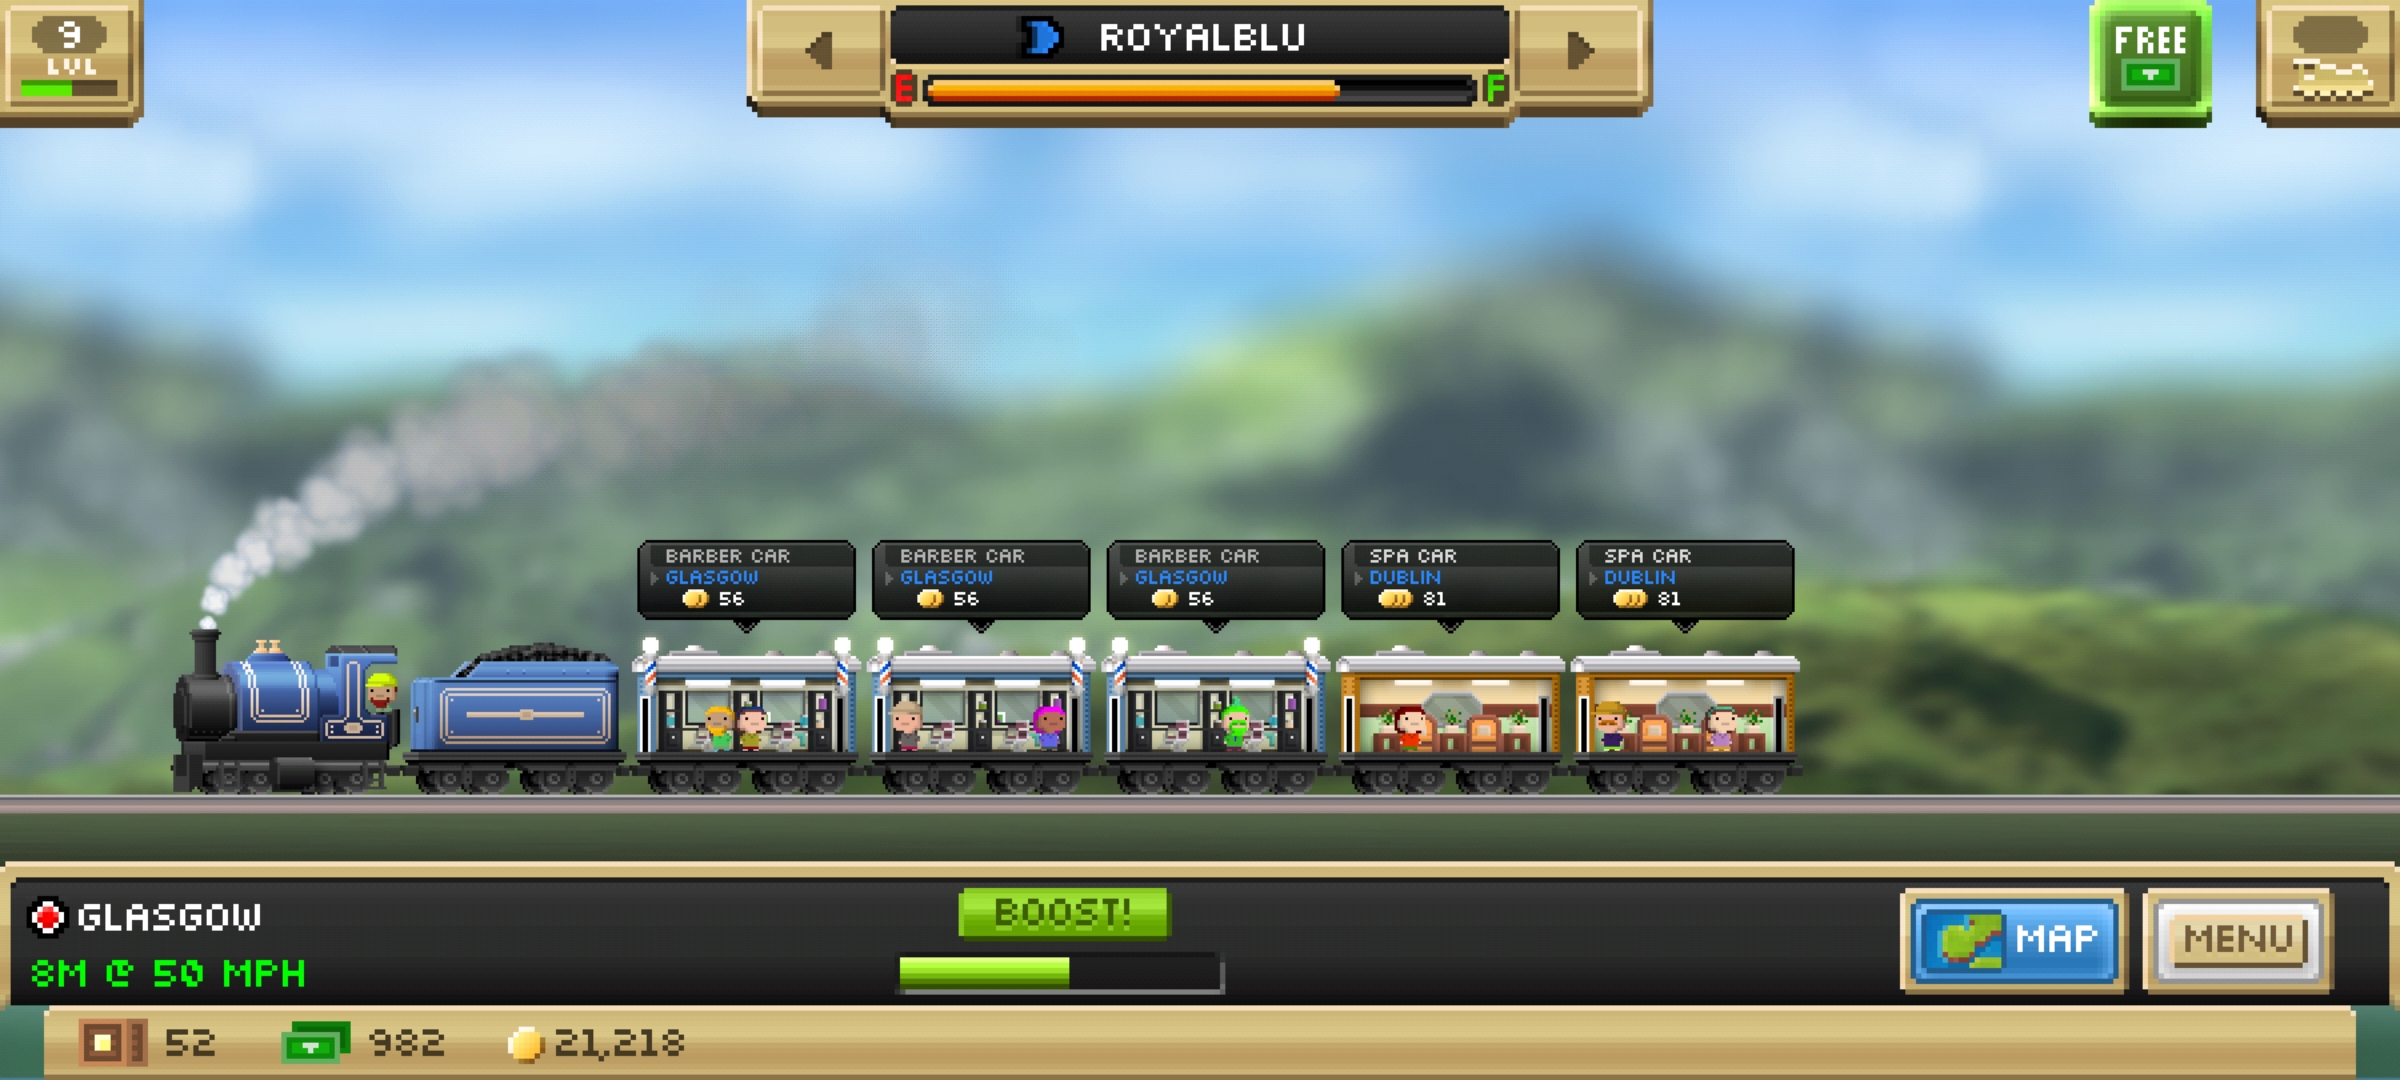 9
LVL
ROYALBLU
E F
FREE
BARBER CAR
GLASGOW
56
BARBER CAR
GLASGOW
56
BARBER CAR
GLASGOW
56
SPA CAR
DUBLIN
81
SPA CAR
DUBLIN
81
GLASGOW
8M @ 50 MPH
BOOST!
MAP
MENU
52
982
21,218